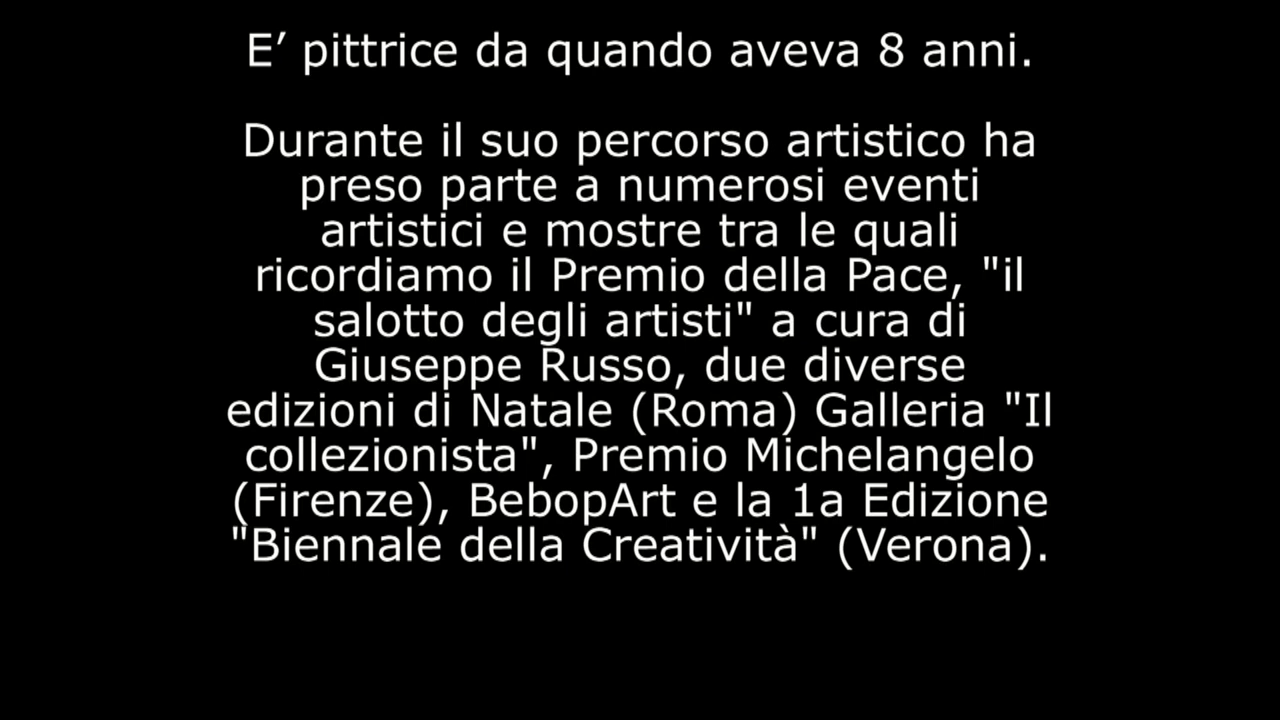 E’ pittrice da quando aveva 8 anni.
Durante il suo percorso artistico ha
preso parte a numerosi eventi
artistici e mostre tra le quali
ricordiamo il Premio della Pace, "il
salotto degli artisti" a cura di
Giuseppe Russo, due diverse
edizioni di Natale (Roma) Galleria "Il
collezionista", Premio Michelangelo
(Firenze), BebopArt e la 1a Edizione
"Biennale della Creatività" (Verona).